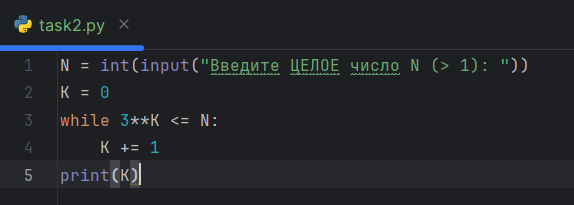 task2.py ×
1 N = int(input("Введите ЦЕЛОЕ число N (> 1): "))
2 K = 0
3 while 3**K <= N:
4     K += 1
5 print(K)